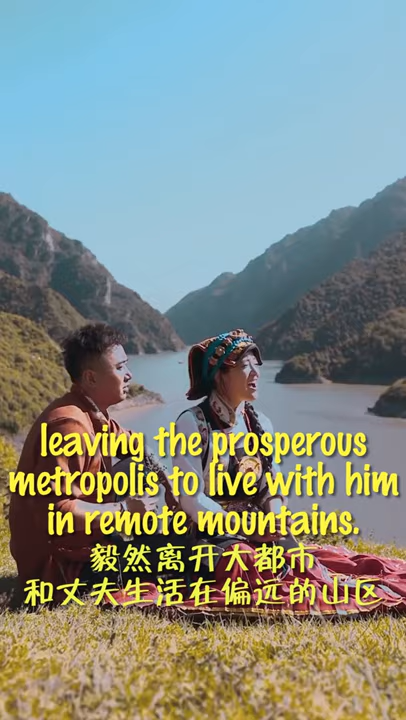 leaving the prosperous
metropolis to live with him
in remote mountains.
毅然离开大都市
和丈夫生活在偏远的山区